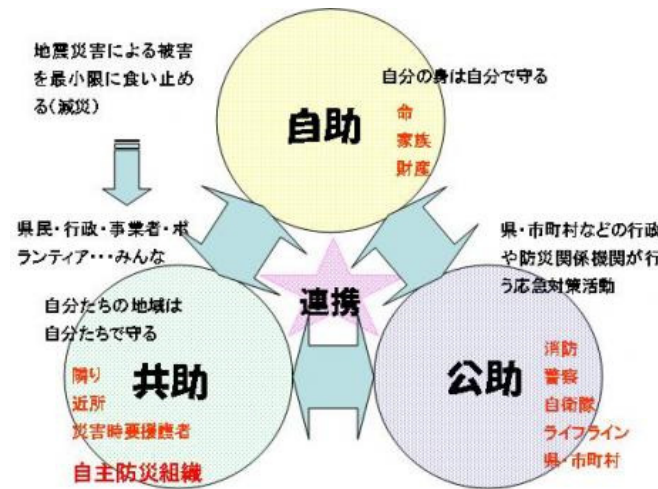 地震災害による被害
を最小限に食い止め
る(減災)
自分の身は自分で守る
自助
命
家族
財産
県民・行政・事業者・ボ
ランティア・・・みんな
県・市町村などの行政
や防災関係機関が行
う応急対策活動
連携
自分たちの地域は
自分たちで守る
共助
隣り
近所
災害時要援護者
自主防災組織
公助
消防
警察
自衛隊
ライフライン
県・市町村